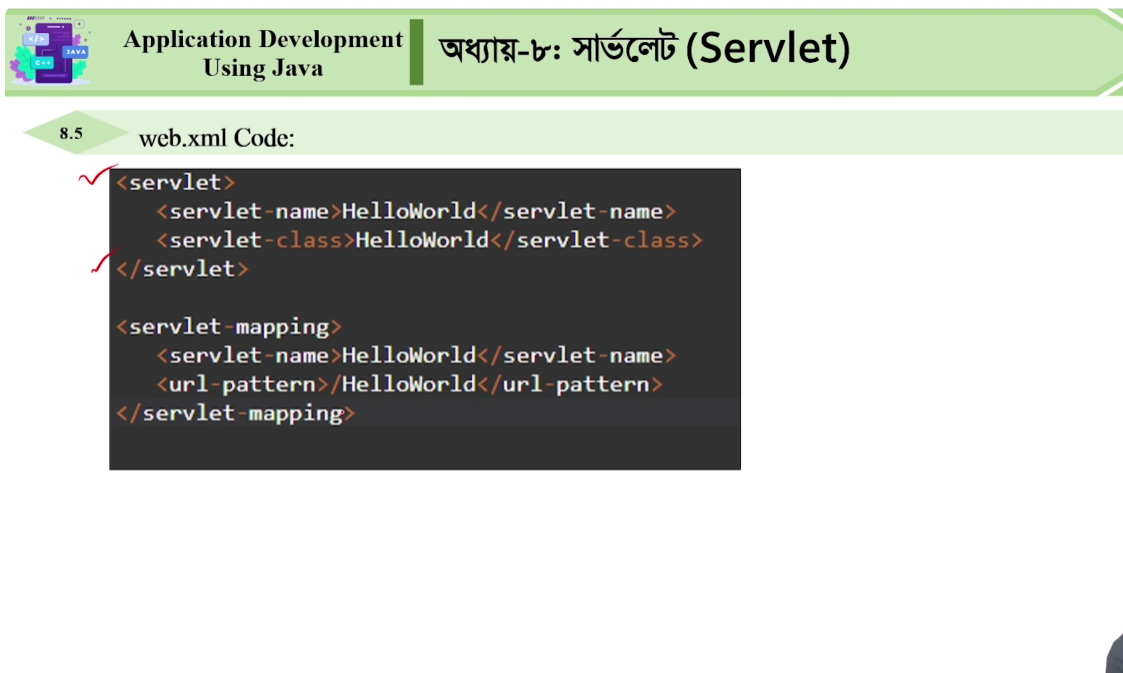 Application Development
Using Java
অধ্যায়-৮: সার্ভলেট (Servlet)
8.5
web.xml Code:
<servlet>
   <servlet-name>HelloWorld</servlet-name>
   <servlet-class>HelloWorld</servlet-class>
</servlet>

<servlet-mapping>
   <servlet-name>HelloWorld</servlet-name>
   <url-pattern>/HelloWorld</url-pattern>
</servlet-mapping>